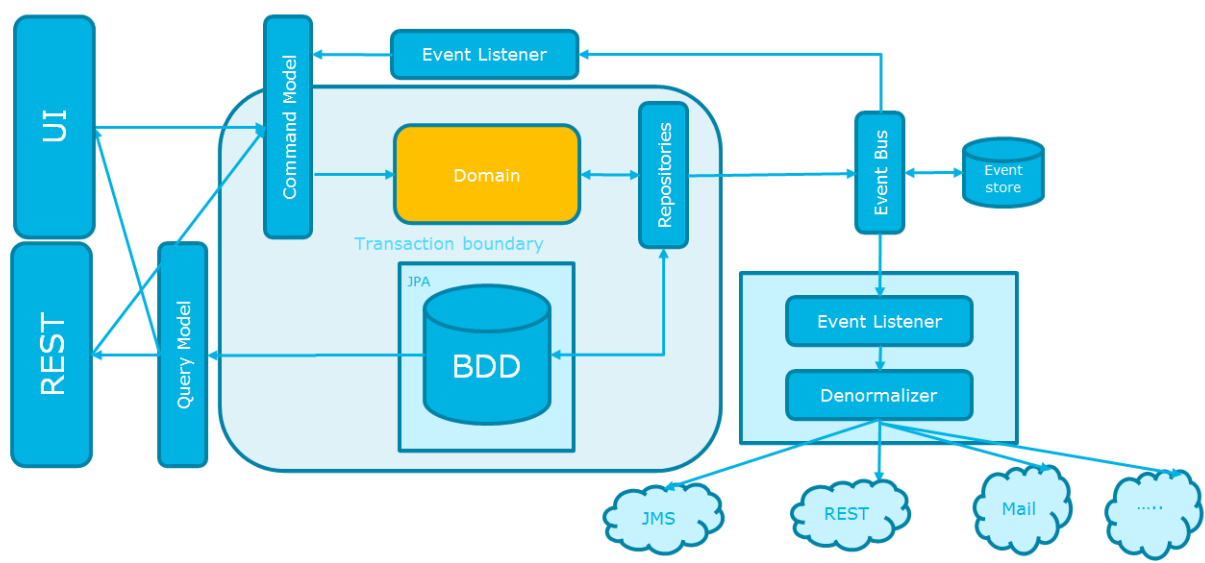 UI
REST
Command Model
Query Model
Event Listener
Domain
Transaction boundary
JPA
BDD
Repositories
Event Bus
Event
store
Event Listener
Denormalizer
JMS
REST
Mail
.....